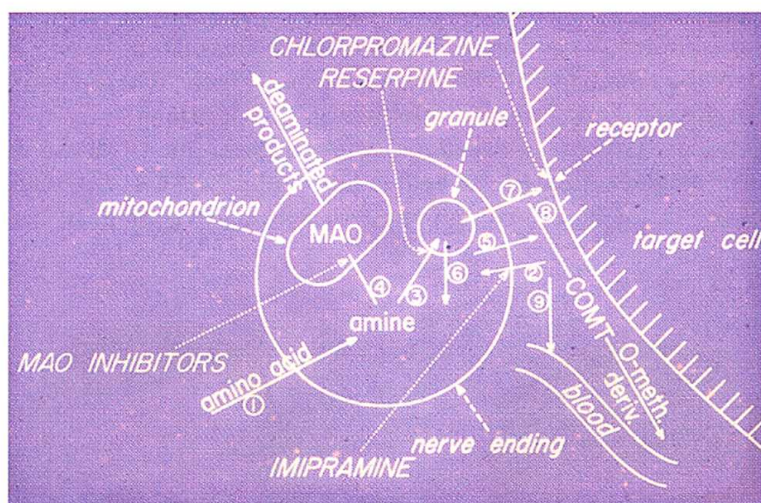 CHLORPROMAZINE
RESERPINE
deaminated
products
granule
receptor
mitochondrion
MAO
target cell
⑦
⑧
⑤
⑥
②
④
③
⑨
amine
COMT
MAO INHIBITORS
amino acid
①
O-meth
deriv.
blood
nerve ending
IMIPRAMINE